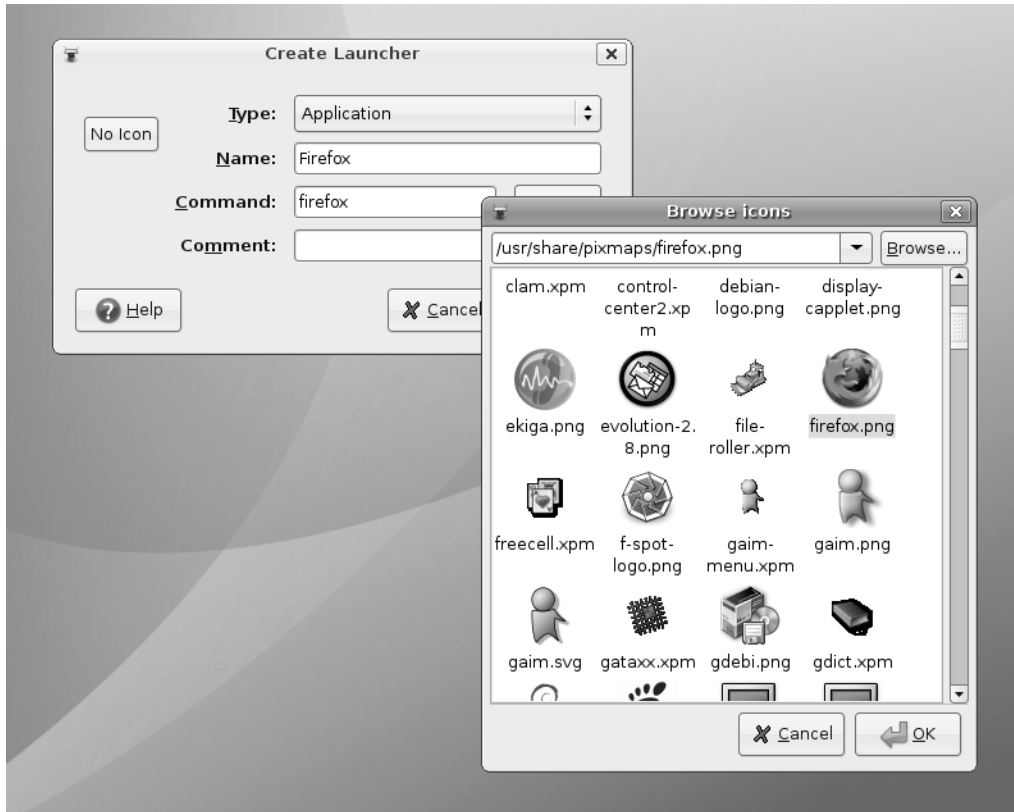 Create Launcher
Type:
Application
No Icon
Name:
Firefox
Command:
firefox
Comment:
Help
Cancel
Browse icons
/usr/share/pixmaps/firefox.png
Browse...
clam.xpm
control-
center2.xp
m
debian-
logo.png
display-
capplet.png
ekiga.png
evolution-2.
8.png
file-
roller.xpm
firefox.png
freecell.xpm
f-spot-
logo.png
gaim-
menu.xpm
gaim.png
gaim.svg
gataxx.xpm
gdebi.png
gdict.xpm
Cancel
OK